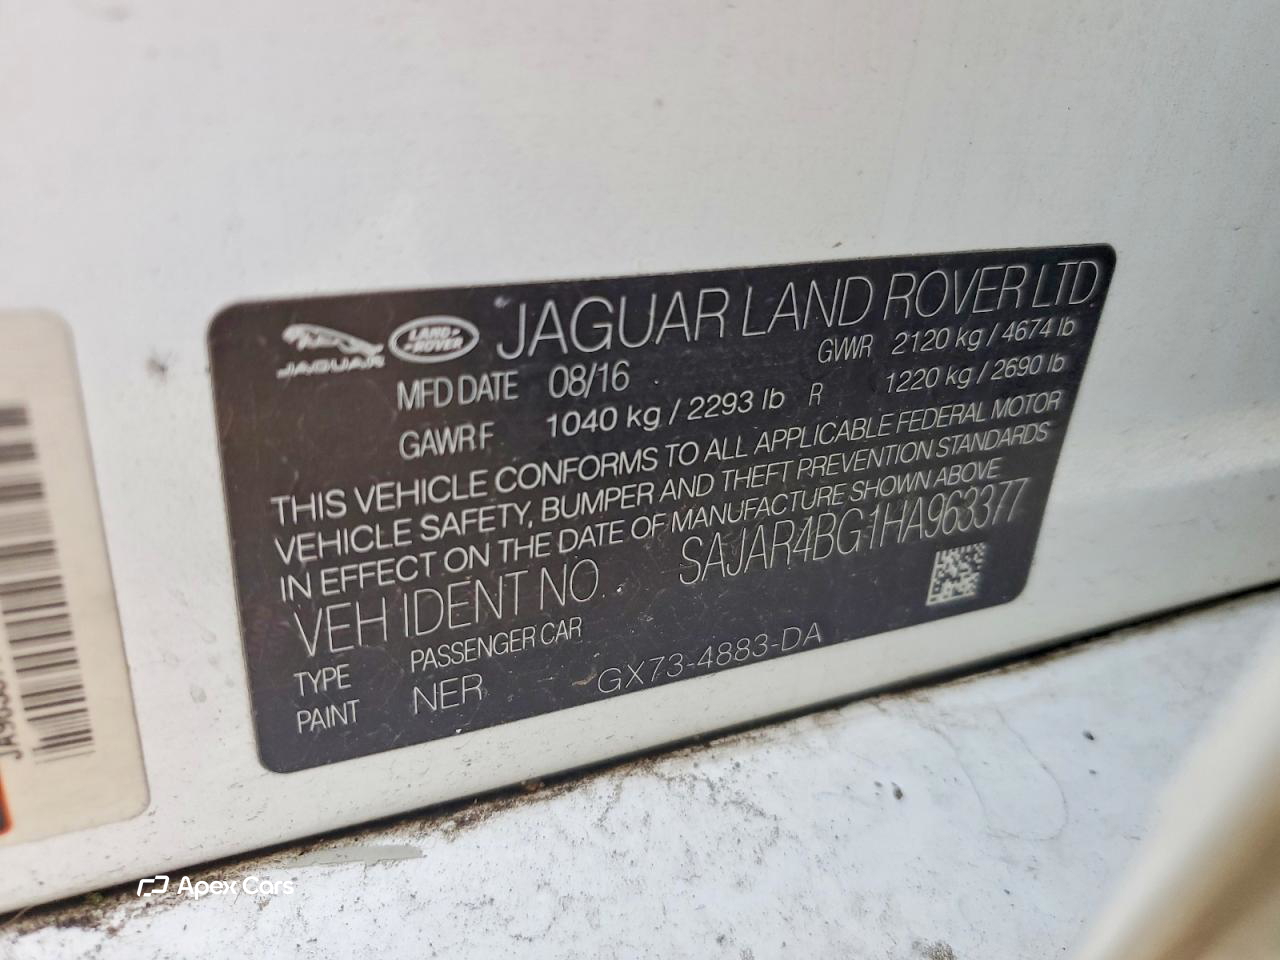 JAGUAR LAND-ROVER JAGUAR LAND ROVER LTD
MFD DATE 08/16 GVWR 2120 kg / 4674 lb
GAWR F 1040 kg / 2293 lb R 1220 kg / 2690 lb
THIS VEHICLE CONFORMS TO ALL APPLICABLE FEDERAL MOTOR
VEHICLE SAFETY, BUMPER AND THEFT PREVENTION STANDARDS
IN EFFECT ON THE DATE OF MANUFACTURE SHOWN ABOVE
VEH IDENT NO. SAJAR4BG1HA963377
TYPE PASSENGER CAR
PAINT NER GX73-4883-DA
Apex Cars